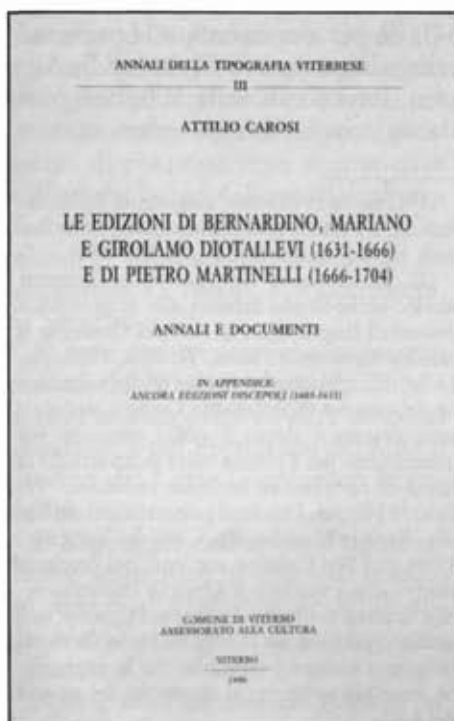 ANNALI DELLA TIPOGRAFIA VITERBESE
III
ATTILIO CAROSI
LE EDIZIONI DI BERNARDINO, MARIANO
E GIROLAMO DIOTALLEVI (1631-1666)
E DI PIETRO MARTINELLI (1666-1704)
ANNALI E DOCUMENTI
IN APPENDICE:
ANCORA EDIZIONI DISCEPOLI
COMUNE DI VITERBO
ASSESSORATO ALLA CULTURA
VITERBO